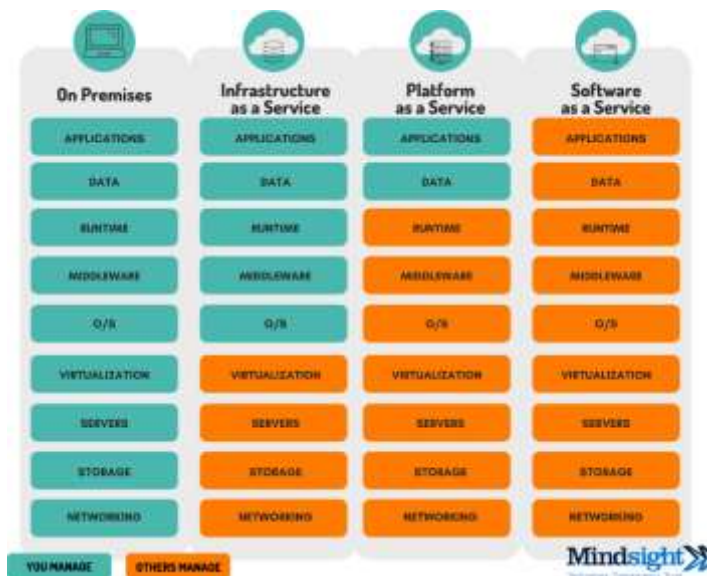 On Premises
Infrastructure
as a Service
Platform
as a Service
Software
as a Service
APPLICATIONS
APPLICATIONS
APPLICATIONS
APPLICATIONS
DATA
DATA
DATA
DATA
RUNTIME
RUNTIME
RUNTIME
RUNTIME
MIDDLEWARE
MIDDLEWARE
MIDDLEWARE
MIDDLEWARE
O/S
O/S
O/S
O/S
VIRTUALIZATION
VIRTUALIZATION
VIRTUALIZATION
VIRTUALIZATION
SERVERS
SERVERS
SERVERS
SERVERS
STORAGE
STORAGE
STORAGE
STORAGE
NETWORKING
NETWORKING
NETWORKING
NETWORKING
YOU MANAGE
OTHERS MANAGE
Mindsight